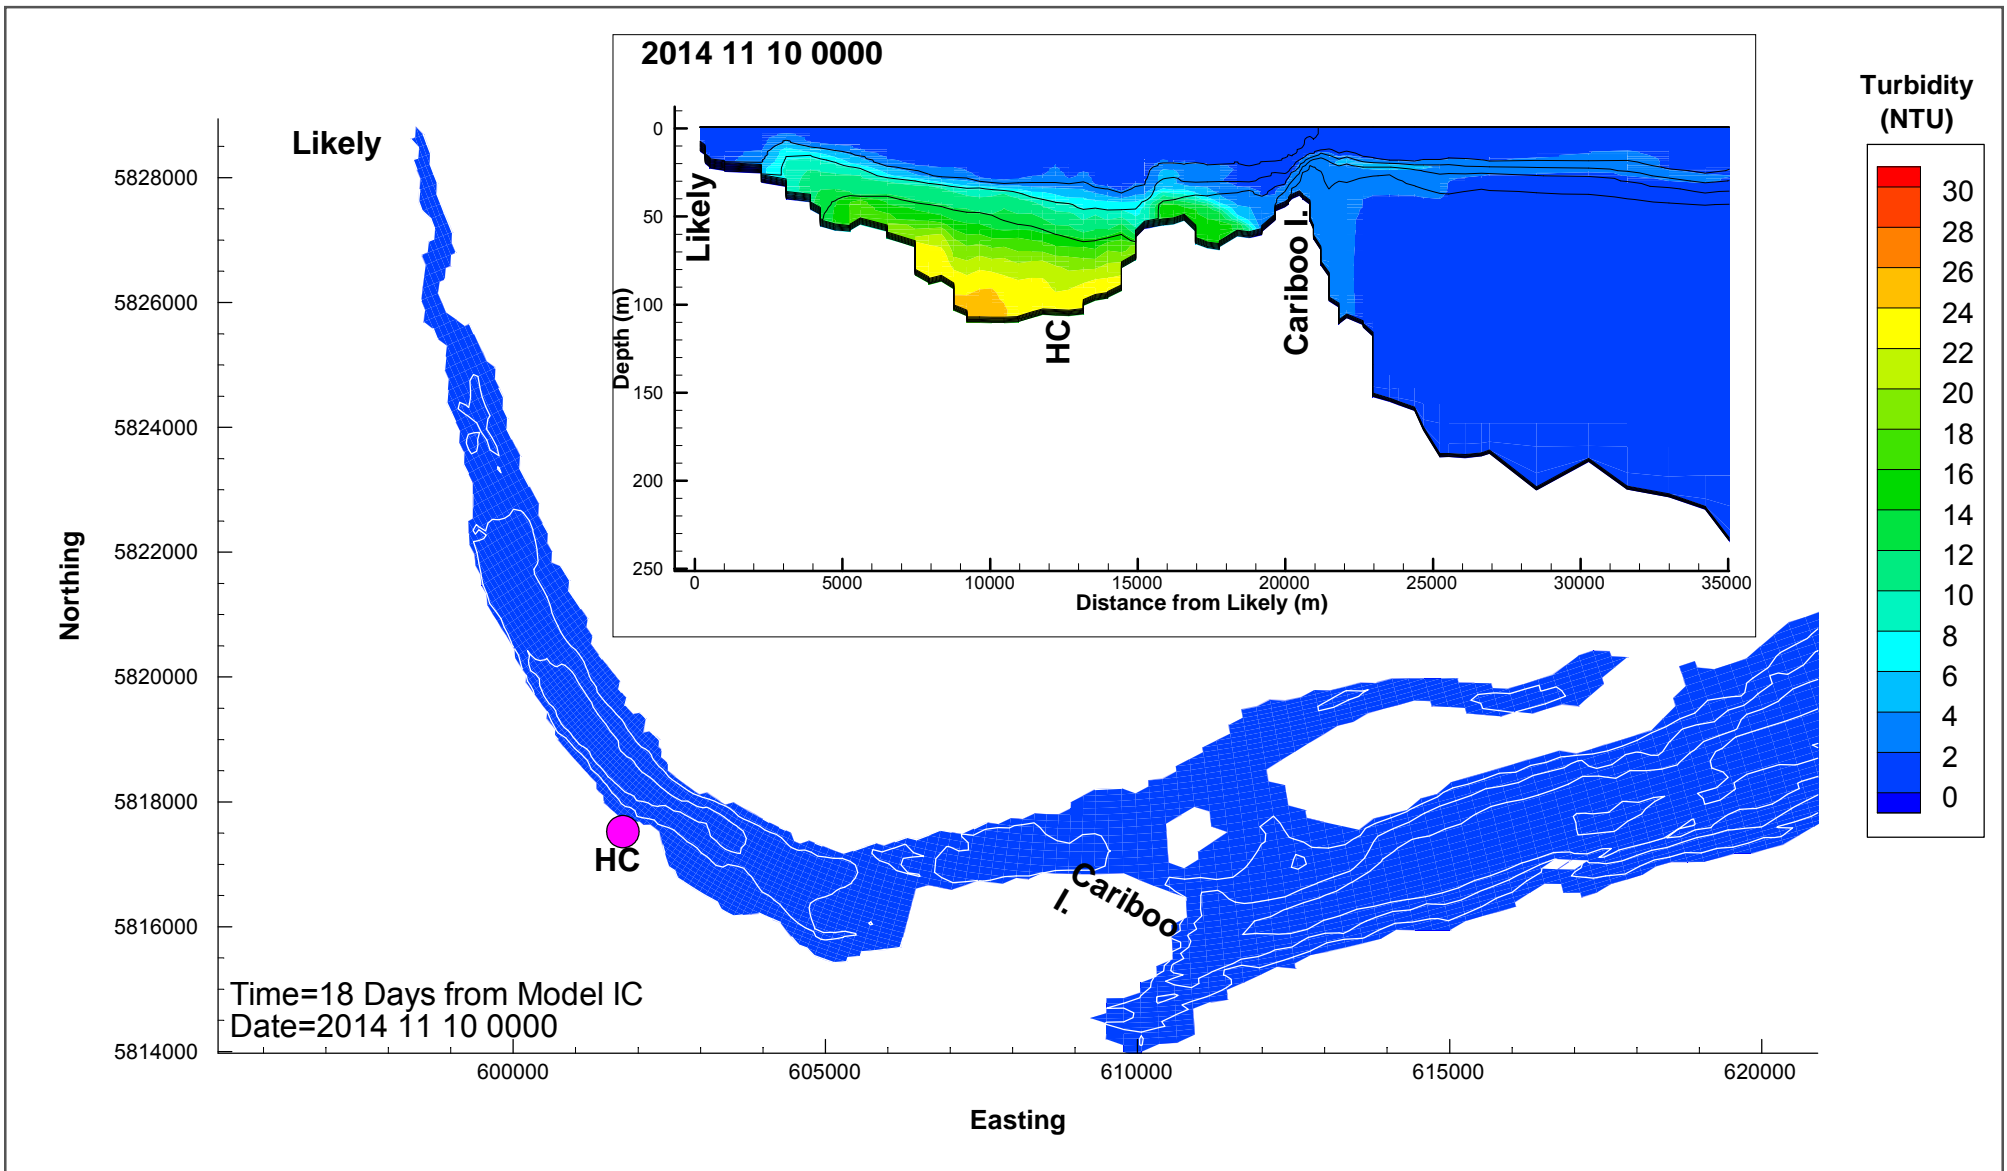 2014 11 10 0000
Turbidity
(NTU)
30
28
26
24
22
20
18
16
14
12
10
8
6
4
2
0
Depth (m)
0
50
100
150
200
250
Likely
HC
Cariboo I.
0 5000 10000 15000 20000 25000 30000 35000
Distance from Likely (m)
Likely
HC
Cariboo
I.
Northing
5828000
5826000
5824000
5822000
5820000
5818000
5816000
5814000
Time=18 Days from Model IC
Date=2014 11 10 0000
600000 605000 610000 615000 620000
Easting